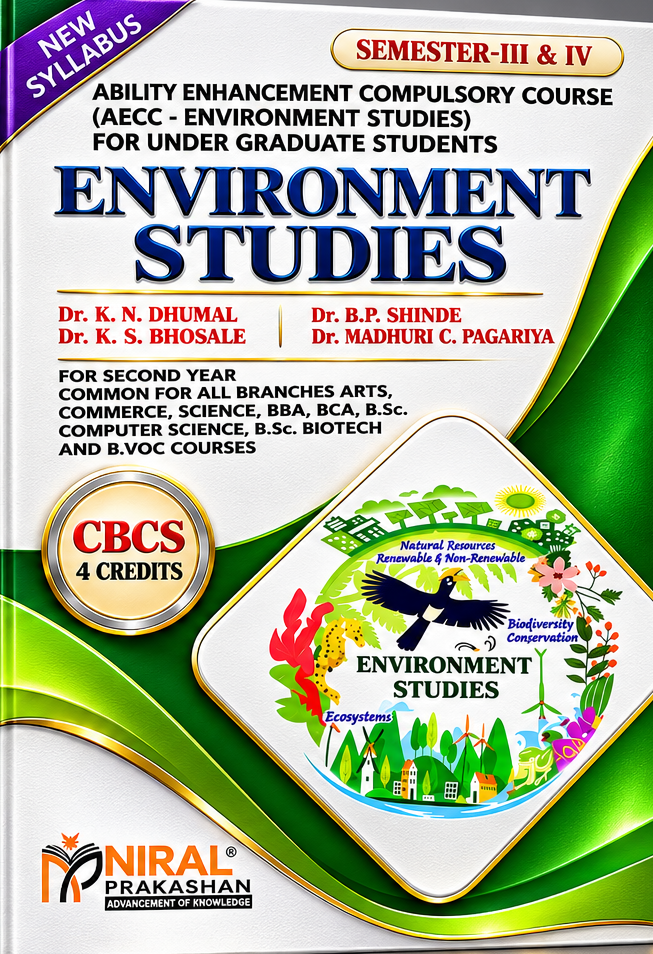 NEW
SYLLABUS
SEMESTER-III & IV
ABILITY ENHANCEMENT COMPULSORY COURSE
(AECC - ENVIRONMENT STUDIES)
FOR UNDER GRADUATE STUDENTS
ENVIRONMENT
STUDIES
Dr. K. N. DHUMAL
Dr. K. S. BHOSALE
Dr. B.P. SHINDE
Dr. MADHURI C. PAGARIYA
FOR SECOND YEAR
COMMON FOR ALL BRANCHES ARTS,
COMMERCE, SCIENCE, BBA, BCA, B.Sc.
COMPUTER SCIENCE, B.Sc. BIOTECH
AND B.VOC COURSES
CBCS
4 CREDITS
Natural Resources
Renewable & Non-Renewable
Biodiversity
Conservation
ENVIRONMENT
STUDIES
Ecosystems
NIRALI®
PRAKASHAN
ADVANCEMENT OF KNOWLEDGE